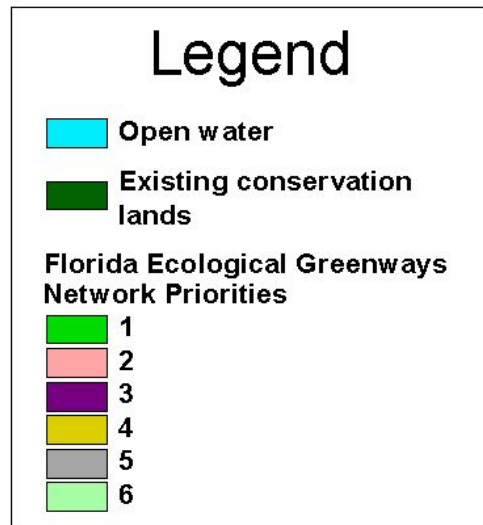 Legend
Open water
Existing conservation
lands
Florida Ecological Greenways
Network Priorities
1
2
3
4
5
6